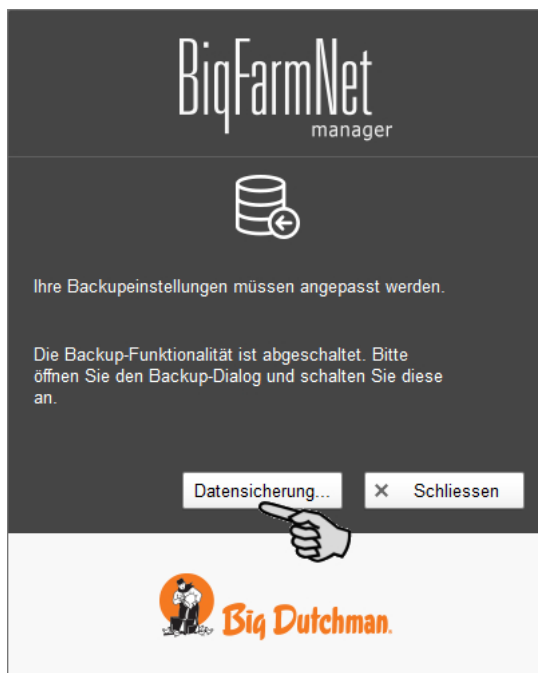 BigFarmNet
manager
Ihre Backupeinstellungen müssen angepasst werden.
Die Backup-Funktionalität ist abgeschaltet. Bitte
öffnen Sie den Backup-Dialog und schalten Sie diese
an.
Datensicherung...
Schliessen
Big Dutchman.